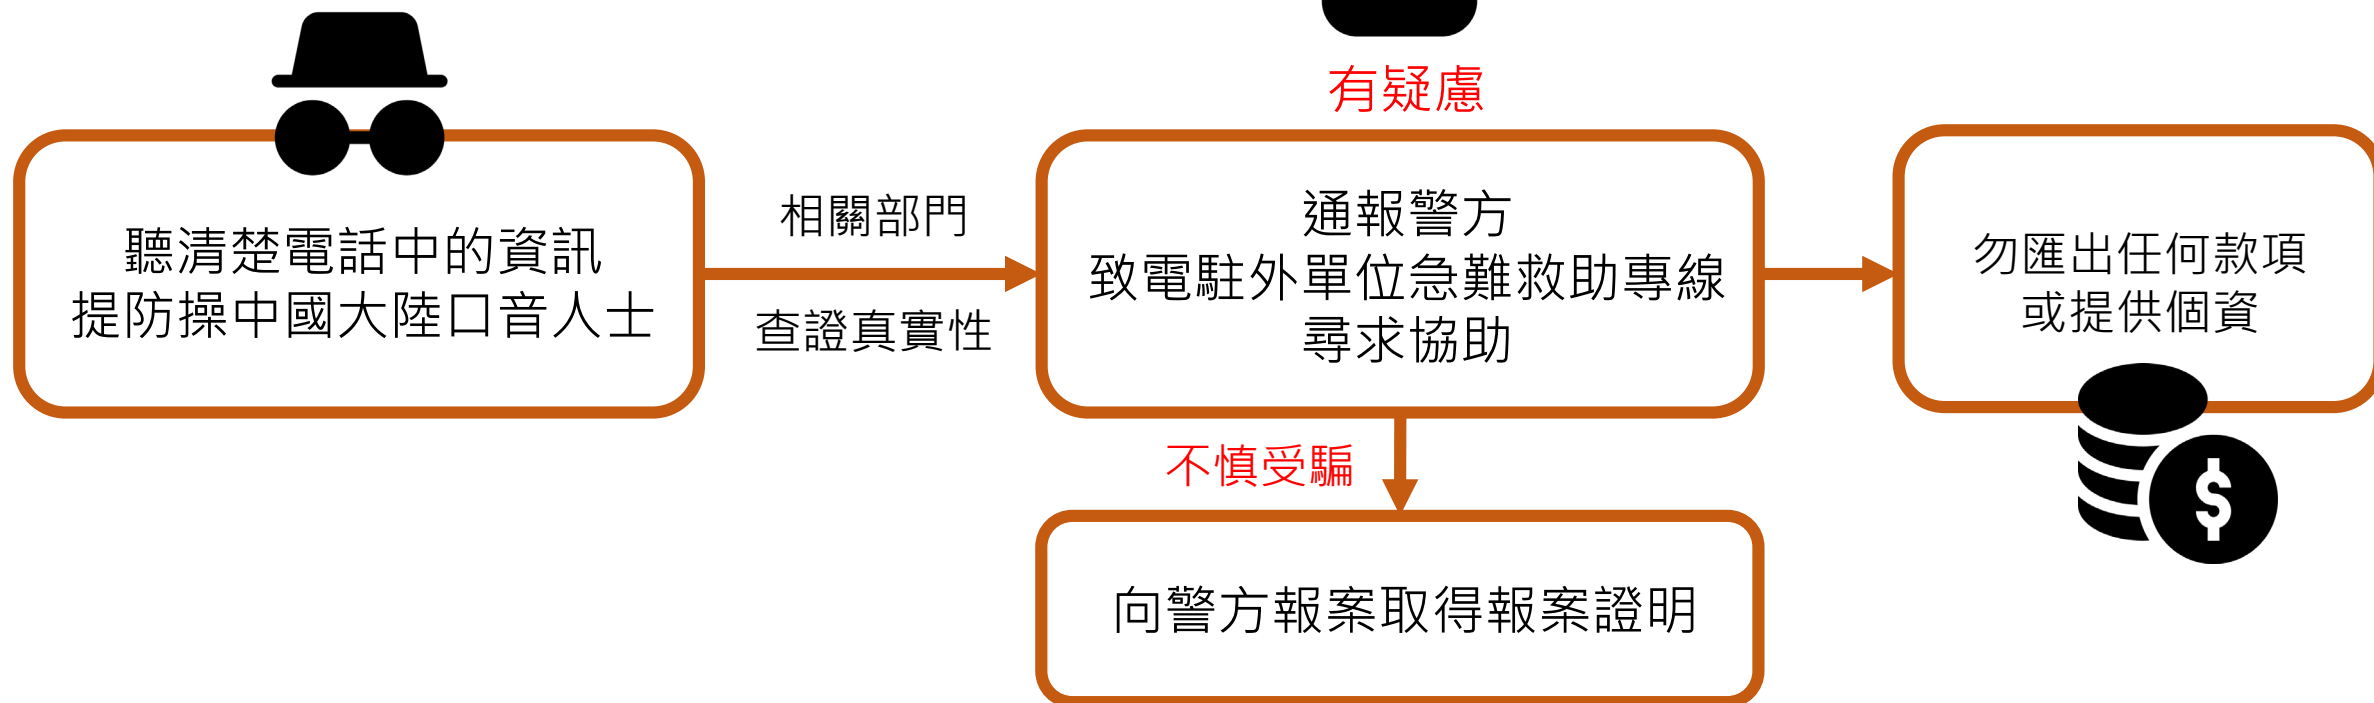 有疑慮
聽清楚電話中的資訊
提防操中國大陸口音人士
相關部門
查證真實性
通報警方
致電駐外單位急難救助專線
尋求協助
勿匯出任何款項
或提供個資
不慎受騙
向警方報案取得報案證明
$